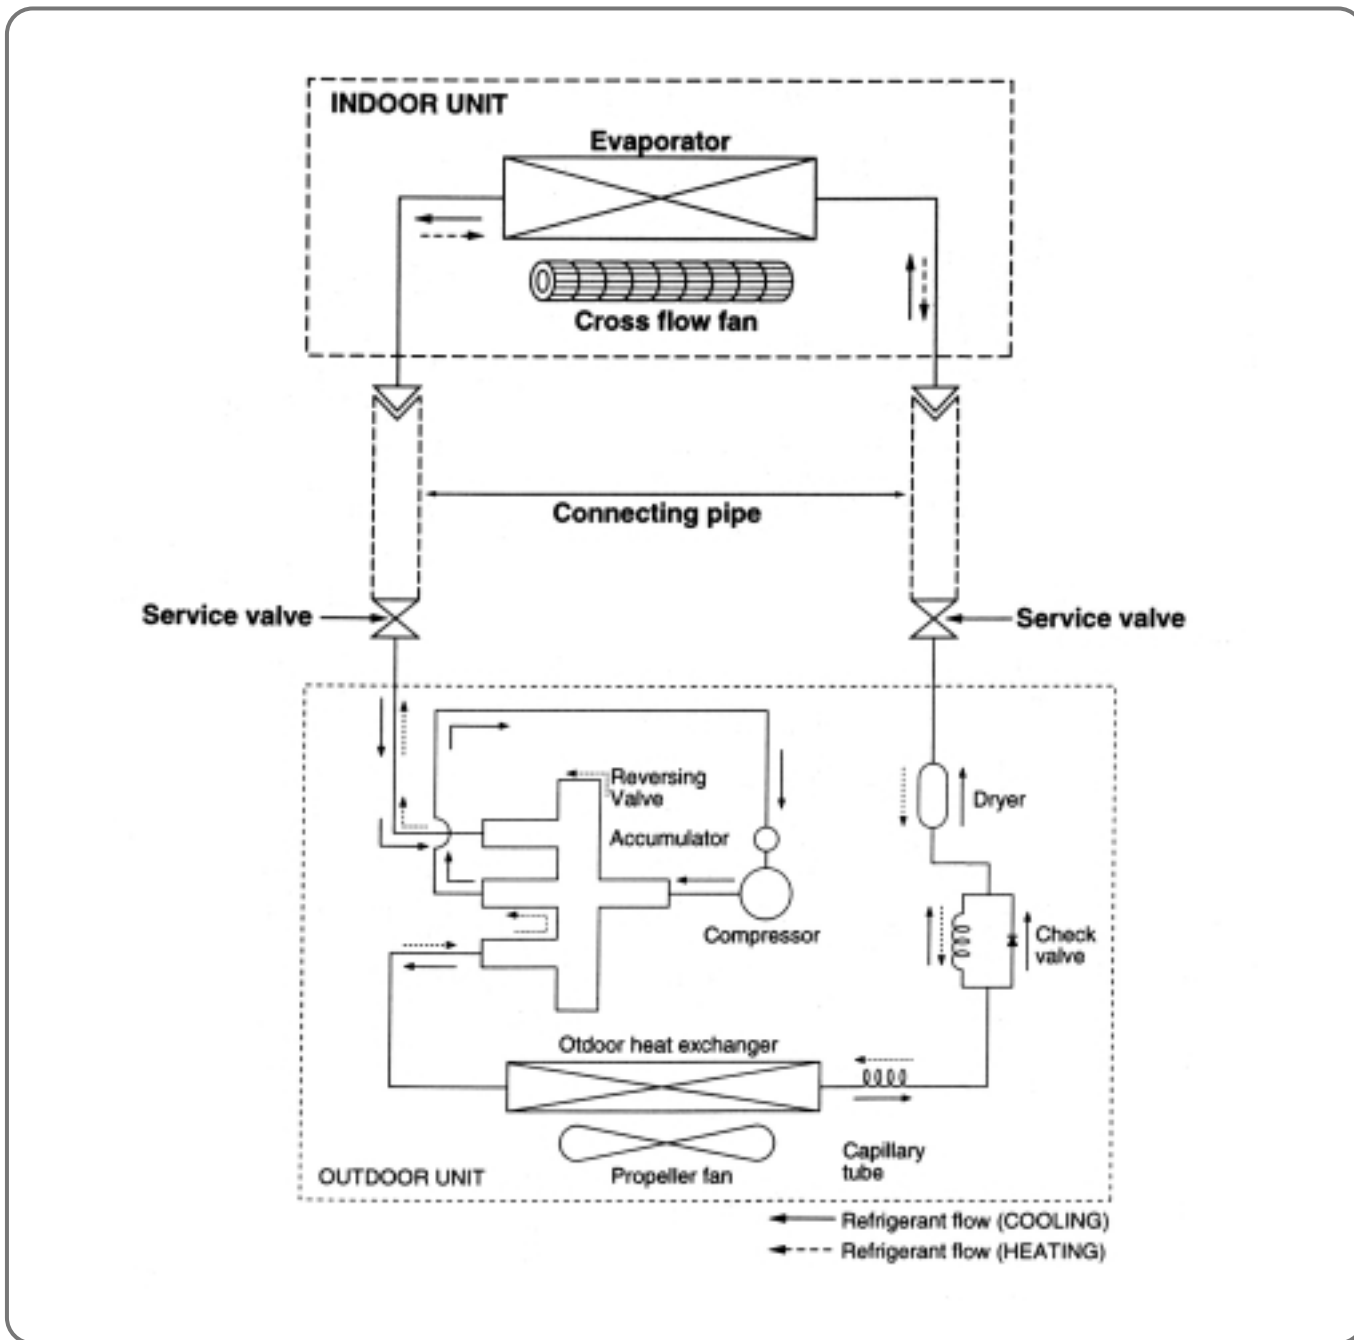 INDOOR UNIT
Evaporator
Cross flow fan
Connecting pipe
Service valve
Service valve
Reversing
Valve
Accumulator
Dryer
Compressor
Check
valve
Otdoor heat exchanger
Capillary
tube
Propeller fan
OUTDOOR UNIT
Refrigerant flow (COOLING)
Refrigerant flow (HEATING)